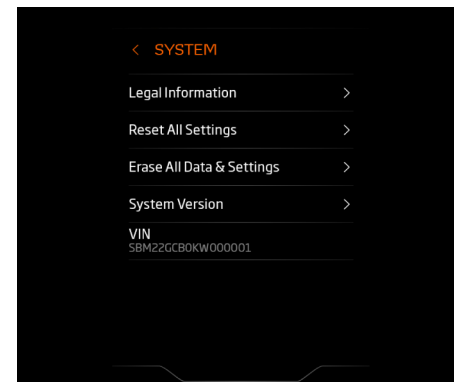 SYSTEM
Legal Information
Reset All Settings
Erase All Data & Settings
System Version
VIN
SBM22GCB0KW000001